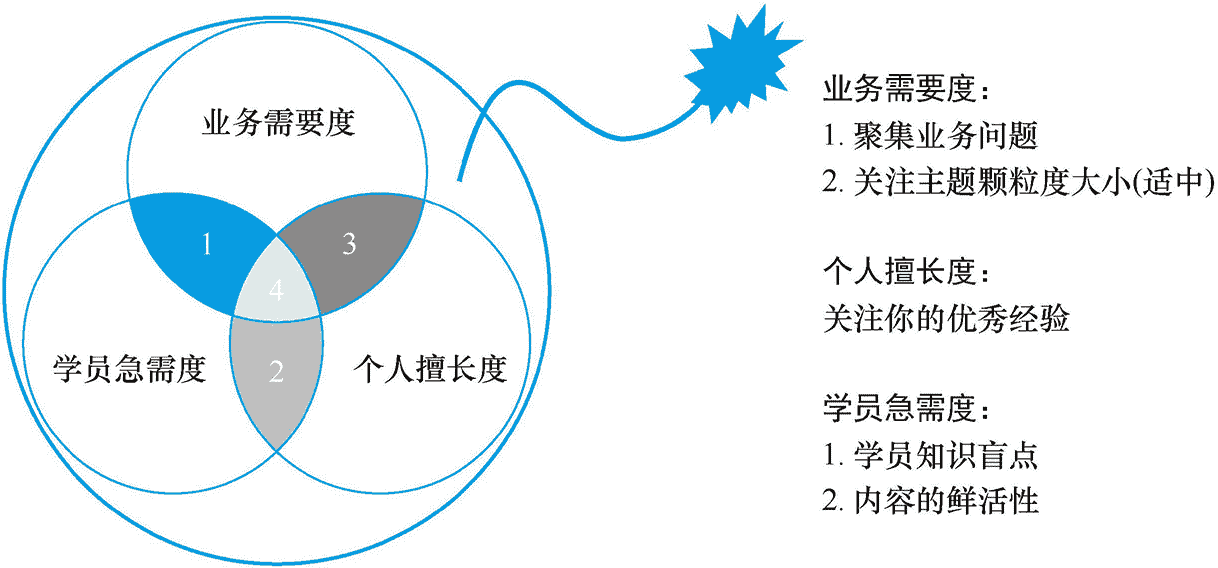 业务需要度
1
3
4
学员急需度
2
个人擅长度
业务需要度：
1. 聚集业务问题
2. 关注主题颗粒度大小(适中)
个人擅长度：
关注你的优秀经验
学员急需度：
1. 学员知识盲点
2. 内容的鲜活性